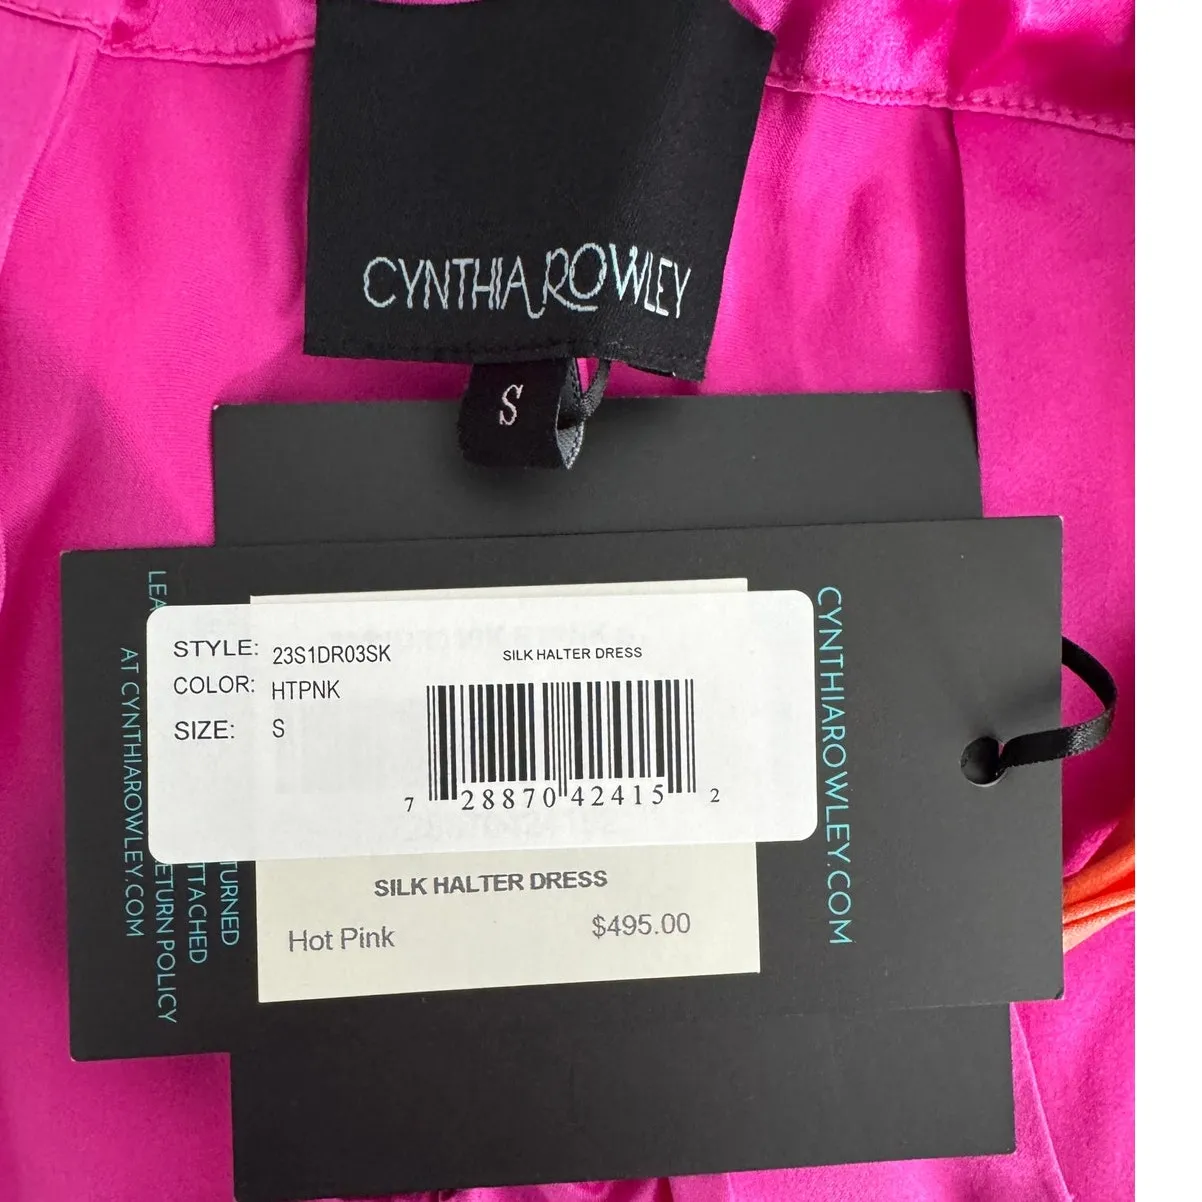 CYNTHIA ROWLEY
S
STYLE: 23S1DR03SK
COLOR: HTPNK
SIZE: S
SILK HALTER DRESS
7 28870 42415 2
SILK HALTER DRESS
Hot Pink $495.00
CYNTHIAROWLEY.COM
TURNED
TTACHED
ETURN POLICY
AT CYNTHIAROWLEY.COM